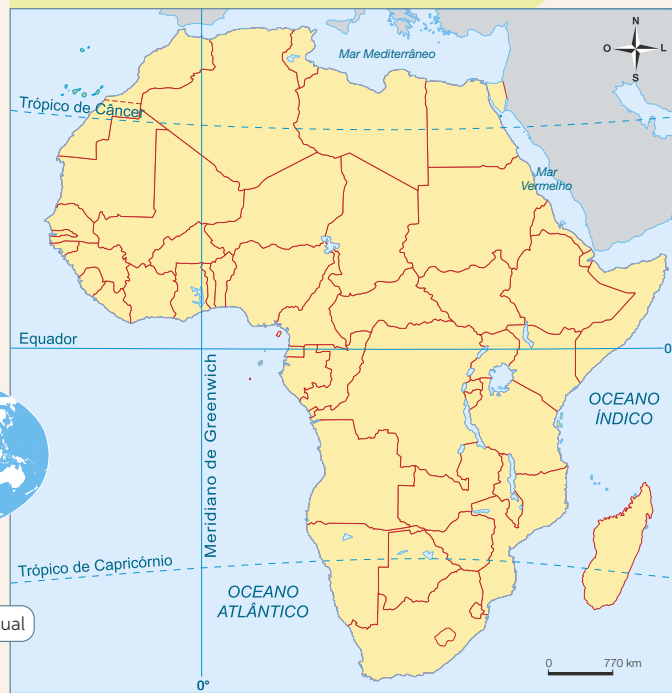 N
O
L
S
Mar Mediterrâneo
Trópico de Câncer
Mar
Vermelho
Equador
0
Meridiano de Greenwich
OCEANO
ÍNDICO
Trópico de Capricórnio
OCEANO
ATLÂNTICO
ual
0
770 km
0°